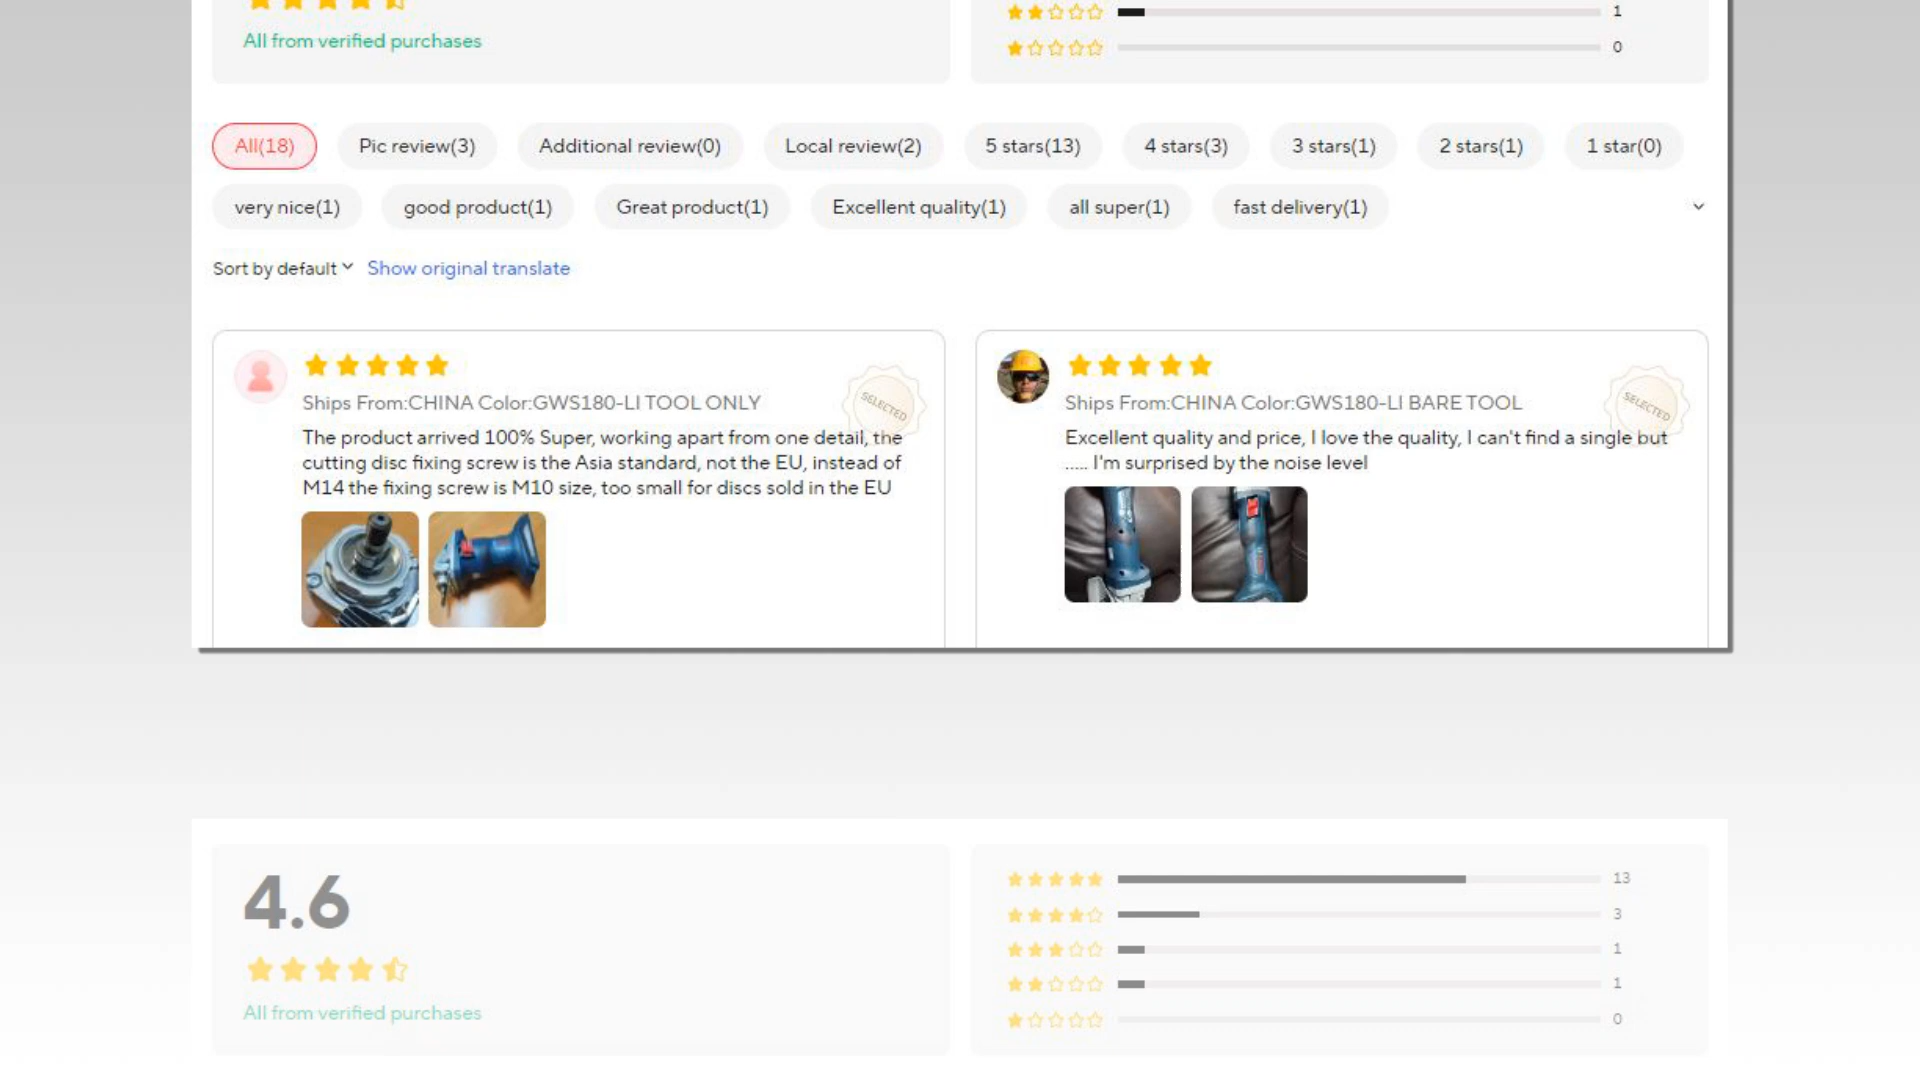 1
All from verified purchases
0
All(18) Pic review(3) Additional review(0) Local review(2) 5 stars(13) 4 stars(3) 3 stars(1) 2 stars(1) 1 star(0)
very nice(1) good product(1) Great product(1) Excellent quality(1) all super(1) fast delivery(1)
Sort by default Show original translate
Ships From:CHINA Color:GWS180-LI TOOL ONLY
SELECTED
The product arrived 100% Super, working apart from one detail, the
cutting disc fixing screw is the Asia standard, not the EU, instead of
M14 the fixing screw is M10 size, too small for discs sold in the EU
Ships From:CHINA Color:GWS180-LI BARE TOOL
SELECTED
Excellent quality and price, I love the quality, I can't find a single but
..... I'm surprised by the noise level
4.6
All from verified purchases
13
3
1
1
0